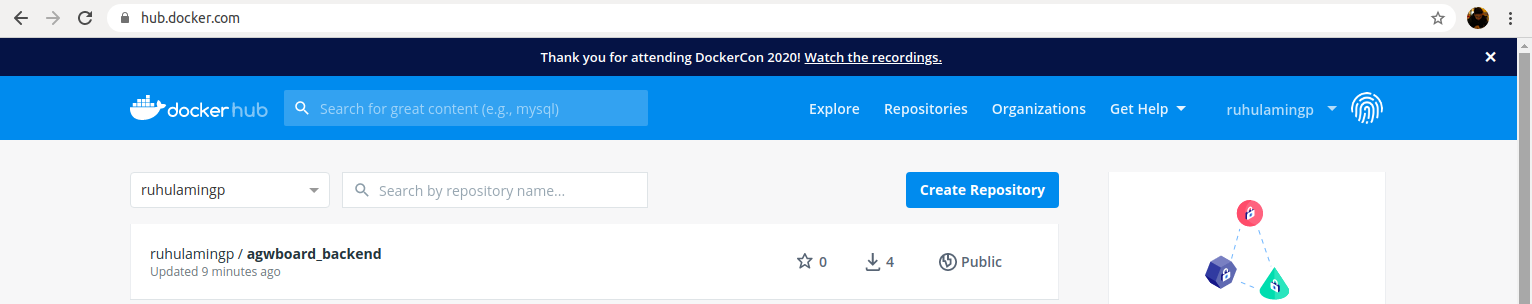 hub.docker.com
Thank you for attending DockerCon 2020! Watch the recordings.
docker hub Search for great content (e.g., mysql) Explore Repositories Organizations Get Help ruhulamingp
ruhulamingp Search by repository name... Create Repository
ruhulamingp / agwboard_backend 0 4 Public
Updated 9 minutes ago